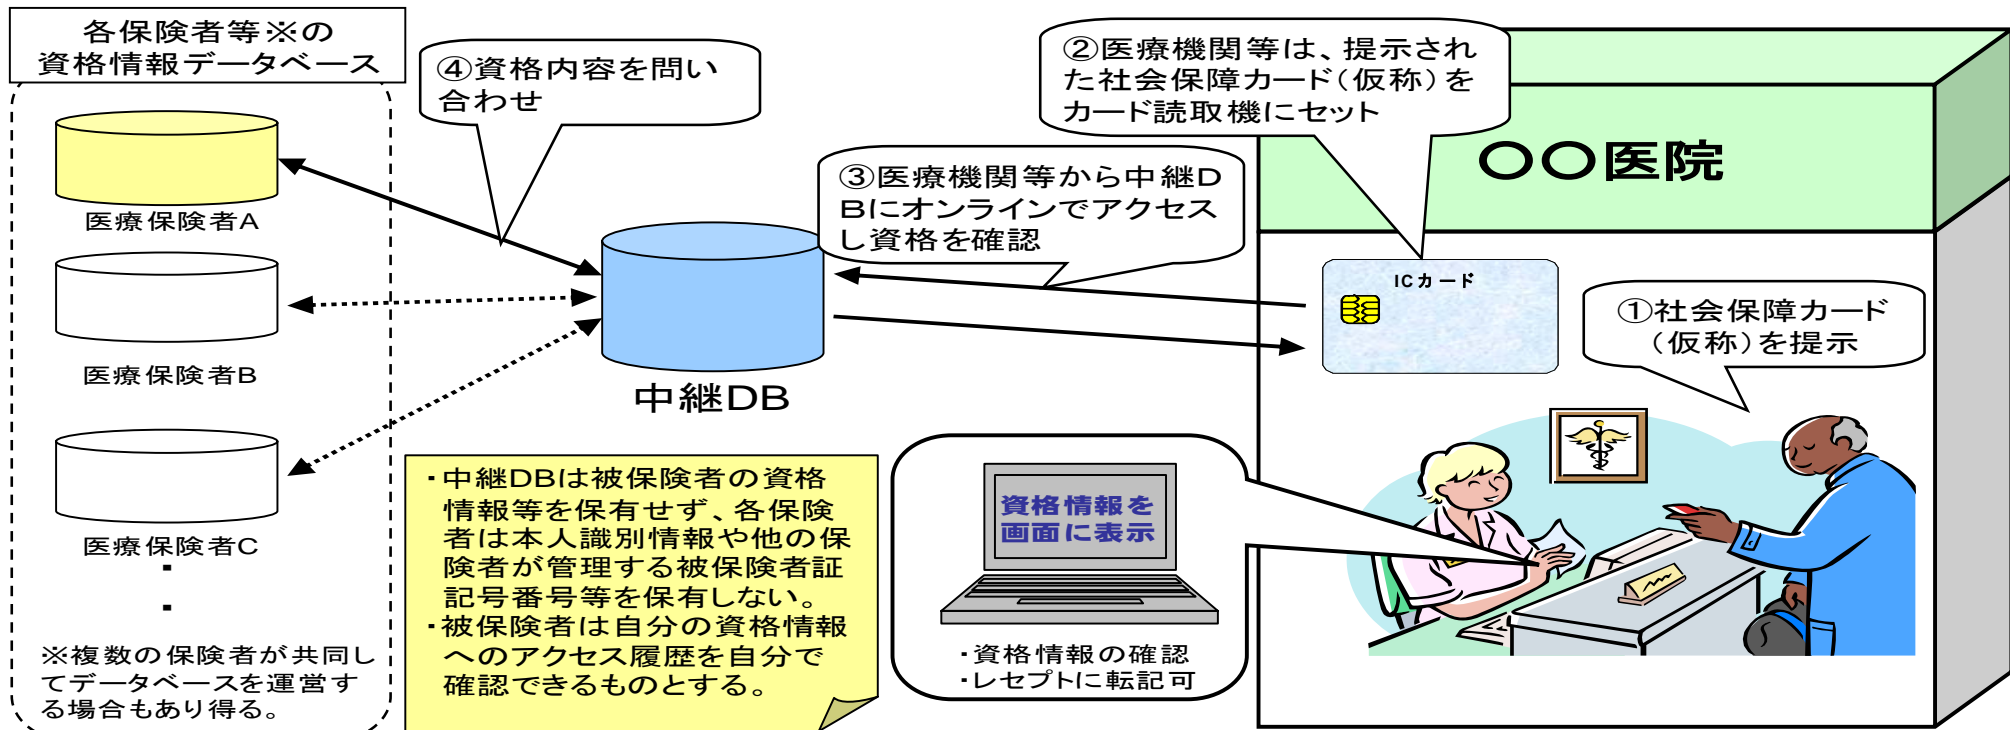 各保険者等※の
資格情報データベース
医療保険者A
医療保険者B
医療保険者C
・
・
※複数の保険者が共同し
てデータベースを運営す
る場合もあり得る。
④資格内容を問い
合わせ
中継DB
・中継DBは被保険者の資格
情報等を保有せず、各保険
者は本人識別情報や他の保
険者が管理する被保険者証
記号番号等を保有しない。
・被保険者は自分の資格情報
へのアクセス履歴を自分で
確認できるものとする。
③医療機関等から中継D
Bにオンラインでアクセス
し資格を確認
②医療機関等は、提示され
た社会保障カード(仮称)を
カード読取機にセット
〇〇医院
ICカード
①社会保障カード
(仮称)を提示
資格情報を
画面に表示
・資格情報の確認
・レセプトに転記可